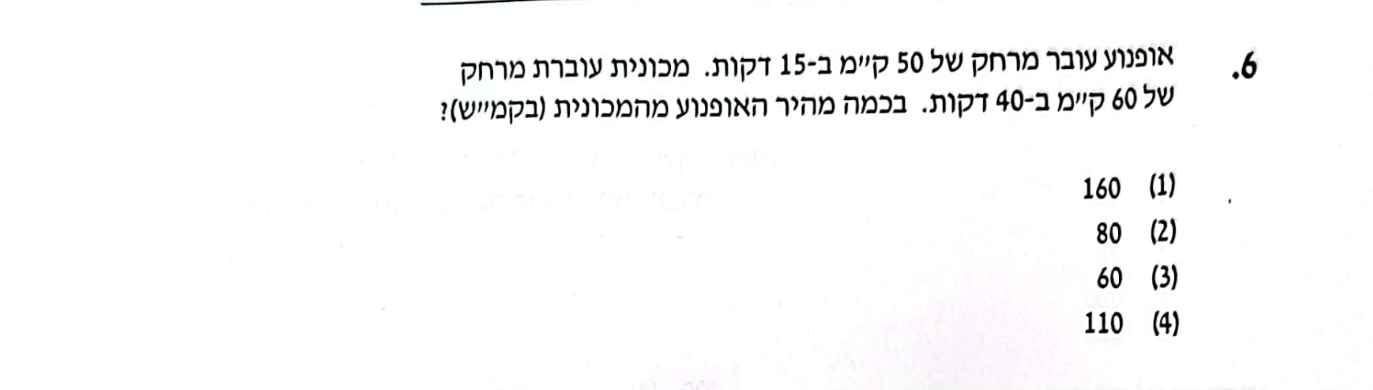 6. אופנוע עובר מרחק של 50 ק״מ ב-15 דקות. מכונית עוברת מרחק
של 60 ק״מ ב-40 דקות. בכמה מהיר האופנוע מהמכונית (בקמ״ש)?
(1) 160
(2) 80
(3) 60
(4) 110